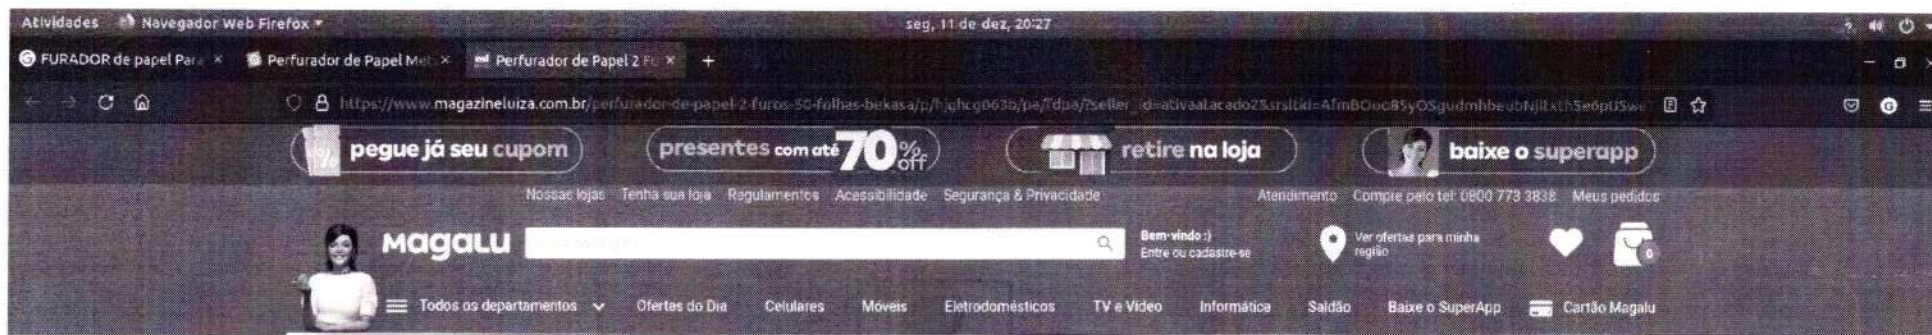 Atividades Navegador Web Firefox seg, 11 de dez, 20:27
FURADOR de papel Par × Perfurador de Papel Met × Perfurador de Papel 2 Fu × +
https://www.magazineluiza.com.br/perfurador-de-papel-2-furos-50-folhas-bekasa/p/
pegue já seu cupom presentes com até 70% off retire na loja baixe o superapp
Nossas lojas Tenha sua loja Regulamentos Acessibilidade Segurança & Privacidade Atendimento Compre pelo tel: 0800 773 3838 Meus pedidos
Magalu Bem-vindo :) Ver ofertas para minha
Entre ou cadastre-se região 0
Todos os departamentos Ofertas do Dia Celulares Móveis Eletrodomésticos TV e Vídeo Informática Saldão Baixe o SuperApp Cartão Magalu